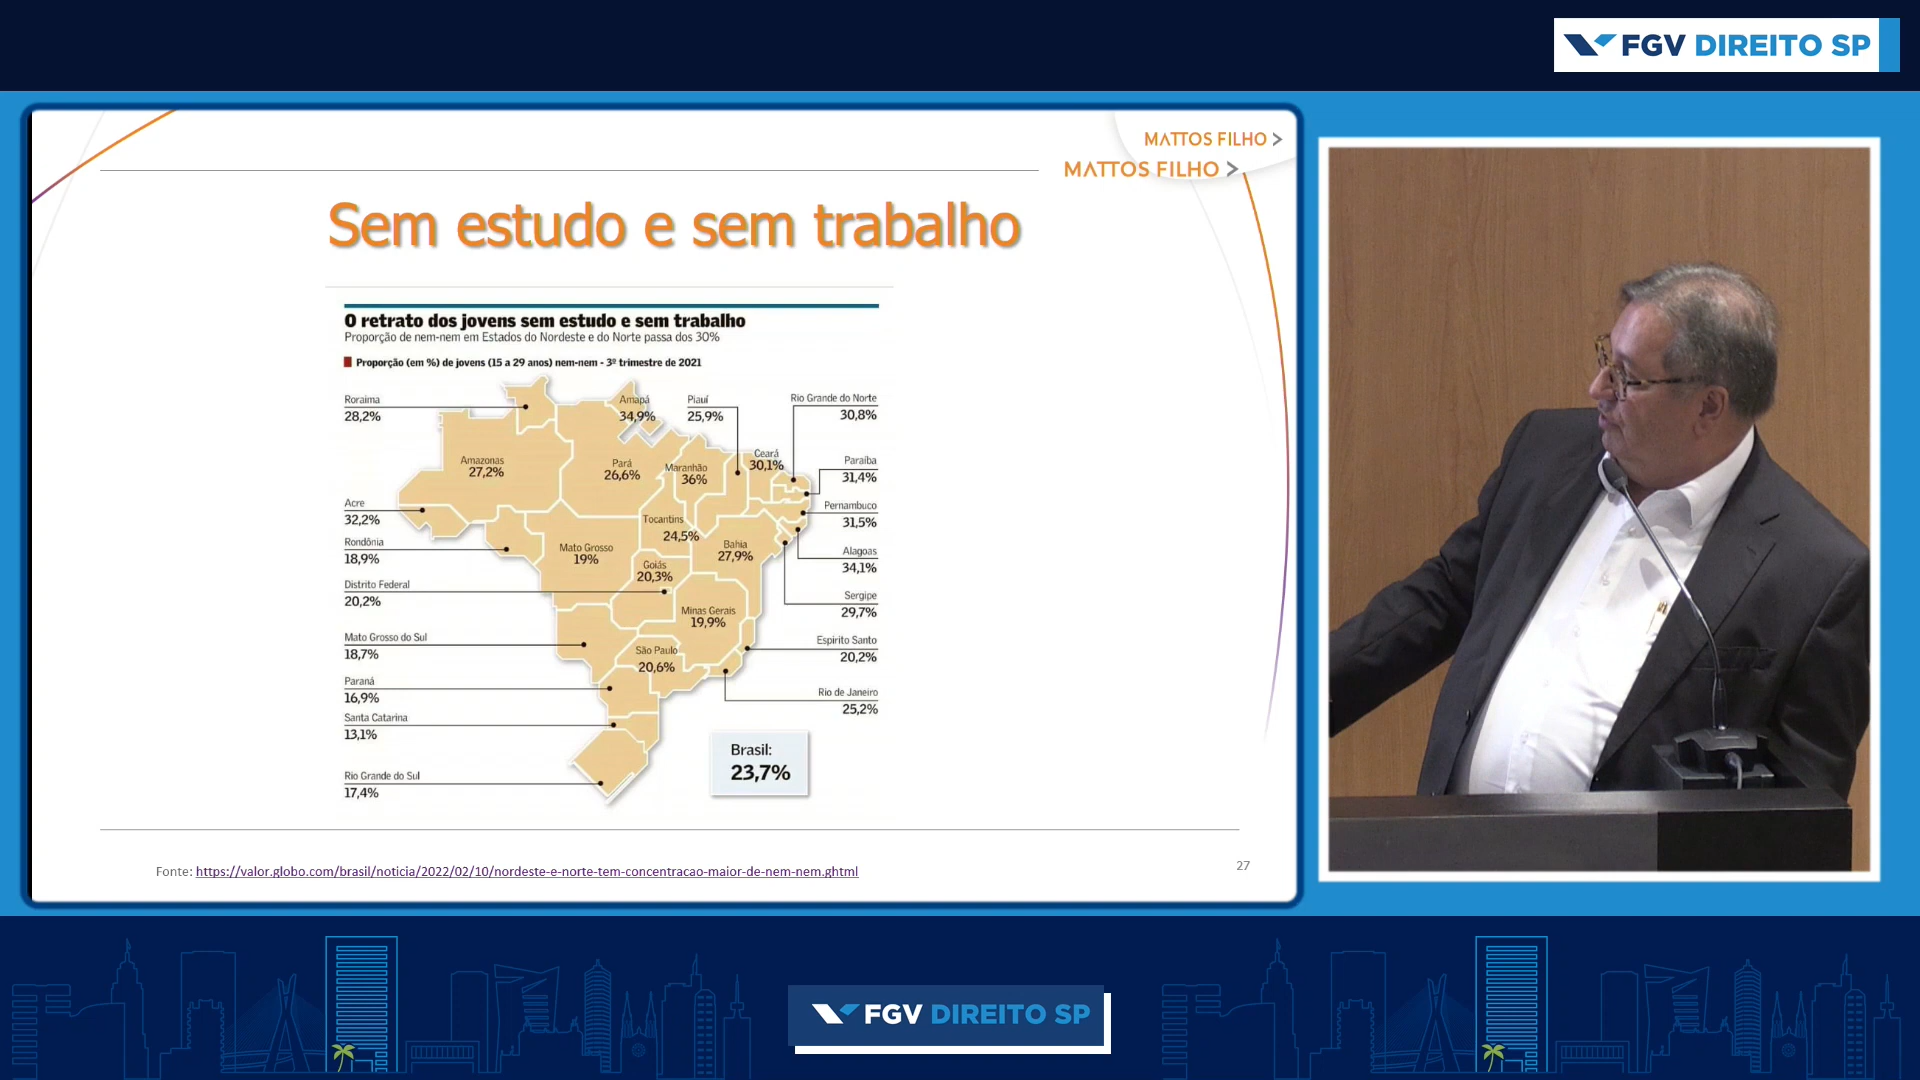 FGV DIREITO SP
MATTOS FILHO
MATTOS FILHO
Sem estudo e sem trabalho
O retrato dos jovens sem estudo e sem trabalho
Proporção de nem-nem em Estados do Nordeste e do Norte passa dos 30%
Proporção (em %) de jovens (15 a 29 anos) nem-nem - 3º trimestre de 2021
Roraima
28,2%
Amapá
34,9%
Piauí
25,9%
Rio Grande do Norte
30,8%
Amazonas
27,2%
Pará
26,6%
Maranhão
36%
Ceará
30,1%
Paraíba
31,4%
Acre
32,2%
Pernambuco
31,5%
Rondônia
18,9%
Mato Grosso
19%
Tocantins
24,5%
Bahia
27,9%
Alagoas
34,1%
Goiás
20,3%
Distrito Federal
20,2%
Sergipe
29,7%
Minas Gerais
19,9%
Mato Grosso do Sul
18,7%
São Paulo
20,6%
Espírito Santo
20,2%
Paraná
16,9%
Rio de Janeiro
25,2%
Santa Catarina
13,1%
Rio Grande do Sul
17,4%
Brasil:
23,7%
Fonte: https://valor.globo.com/brasil/noticia/2022/02/10/nordeste-e-norte-tem-concentracao-maior-de-nem-nem.ghtml
27
FGV DIREITO SP